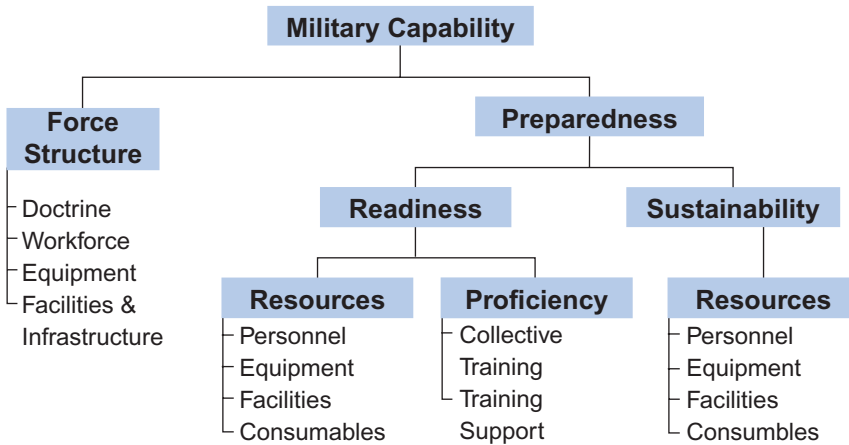 Military Capability
Force
Structure
Doctrine
Workforce
Equipment
Facilities &
Infrastructure
Preparedness
Readiness
Resources
Personnel
Equipment
Facilities
Consumables
Proficiency
Collective
Training
Training
Support
Sustainability
Resources
Personnel
Equipment
Facilities
Consumbles